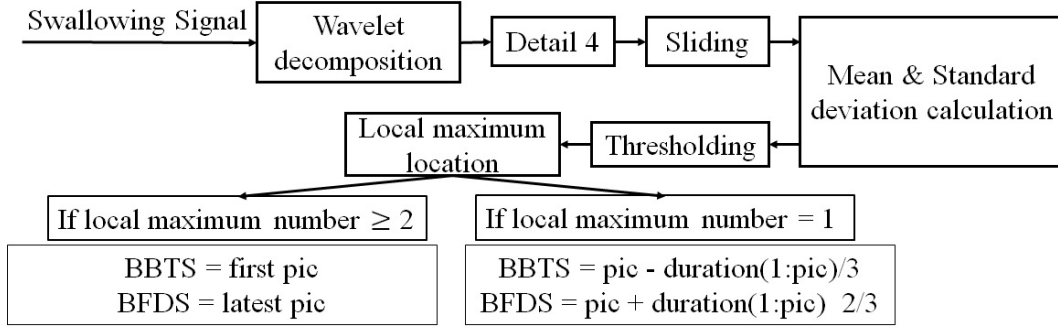 Swallowing Signal
Wavelet
decomposition
Detail 4
Sliding
Mean & Standard
deviation calculation
Thresholding
Local maximum
location
If local maximum number ≥ 2
BBTS = first pic
BFDS = latest pic
If local maximum number = 1
BBTS = pic - duration(1:pic)/3
BFDS = pic + duration(1:pic) 2/3